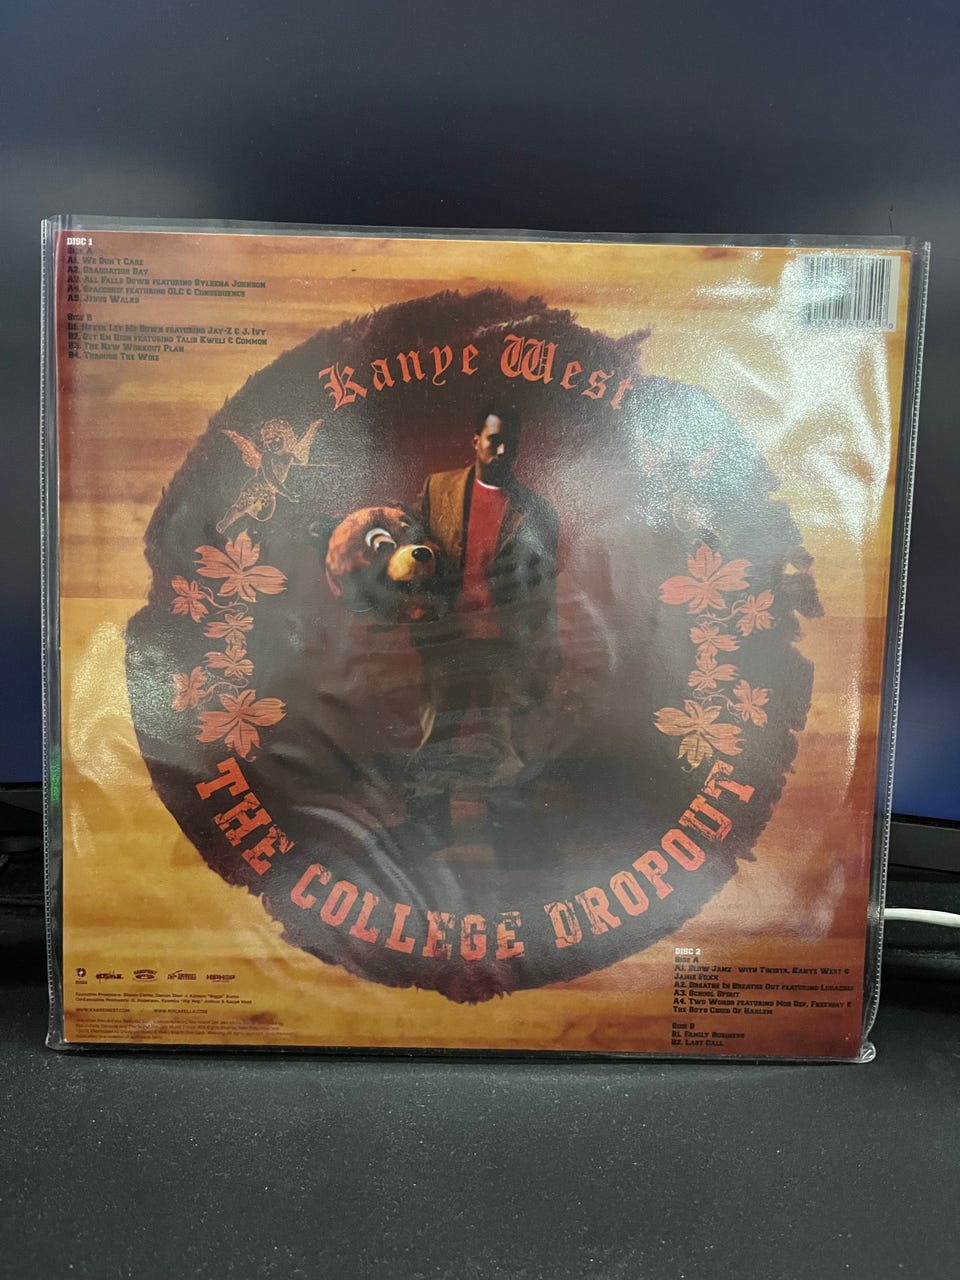 DISC 1
SIDE A
A1. WE DON'T CARE
A2. GRADUATION DAY
A3. ALL FALLS DOWN FEATURING SYLEENA JOHNSON
A4. SPACESHIP FEATURING GLC & CONSEQUENCE
A5. JESUS WALKS
SIDE B
B1. NEVER LET ME DOWN FEATURING JAY-Z & J. IVY
B2. GET EM HIGH FEATURING TALIB KWELI & COMMON
B3. THE NEW WORKOUT PLAN
B4. THROUGH THE WIRE
Kanye West
THE COLLEGE DROPOUT
DISC 2
SIDE A
A1. SLOW JAMZ WITH TWISTA, KANYE WEST &
JAMIE FOXX
A2. BREATHE IN BREATHE OUT FEATURING LUDACRIS
A3. SCHOOL SPIRIT
A4. TWO WORDS FEATURING MOS DEF, FREEWAY &
THE BOYS CHOIR OF HARLEM
SIDE B
B1. FAMILY BUSINESS
B2. LAST CALL
WWW.KANYEWEST.COM WWW.ROCAFELLA.COM